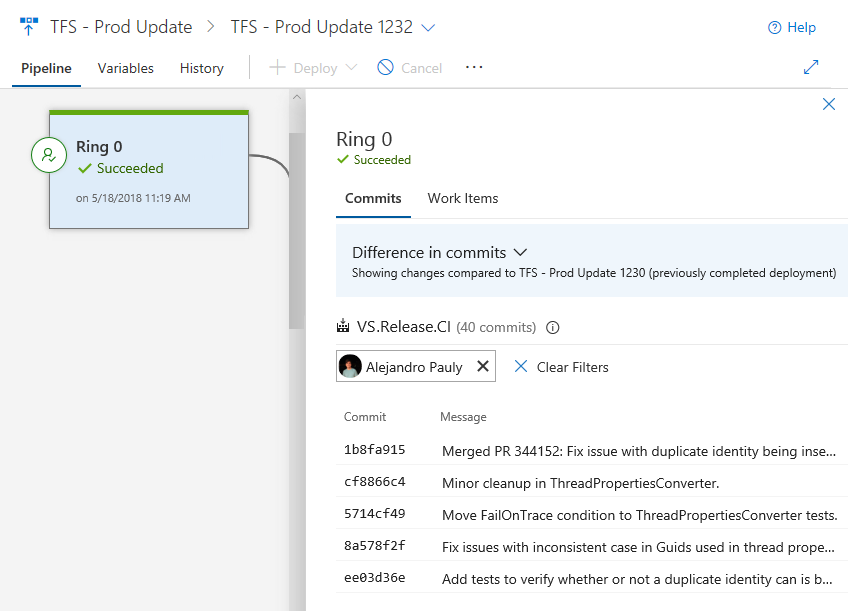 TFS - Prod Update > TFS - Prod Update 1232
Help
Pipeline Variables History Deploy Cancel ...
Ring 0
Succeeded
on 5/18/2018 11:19 AM
Ring 0
Succeeded
Commits Work Items
Difference in commits
Showing changes compared to TFS - Prod Update 1230 (previously completed deployment)
VS.Release.CI (40 commits)
Alejandro Pauly Clear Filters
Commit Message
1b8fa915 Merged PR 344152: Fix issue with duplicate identity being inse...
cf8866c4 Minor cleanup in ThreadPropertiesConverter.
5714cf49 Move FailOnTrace condition to ThreadPropertiesConverter tests.
8a578f2f Fix issues with inconsistent case in Guids used in thread prope...
ee03d36e Add tests to verify whether or not a duplicate identity can is b...